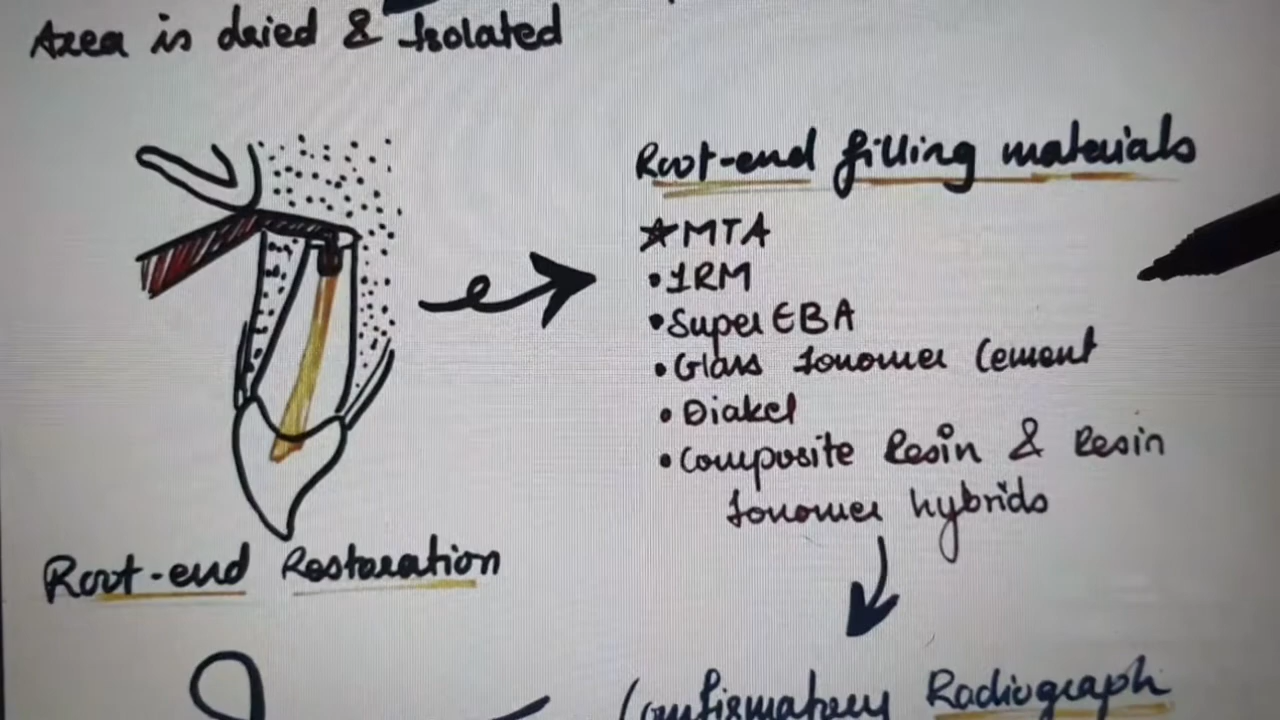 Area is dried & Isolated
Root-end filling materials
☆MTA
•IRM
•Super EBA
•Glass Ionomer Cement
•Diaket
•Composite Resin & Resin
Ionomer hybrids
Root-end Restoration
Confirmatory Radiograph